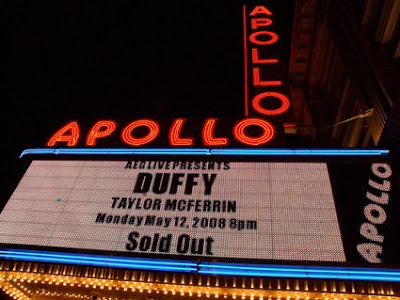 APOLLO
APOLLO
AEG LIVE PRESENTS
DUFFY
TAYLOR MCFERRIN
Monday May 12, 2008 8pm
Sold Out
APOLLO